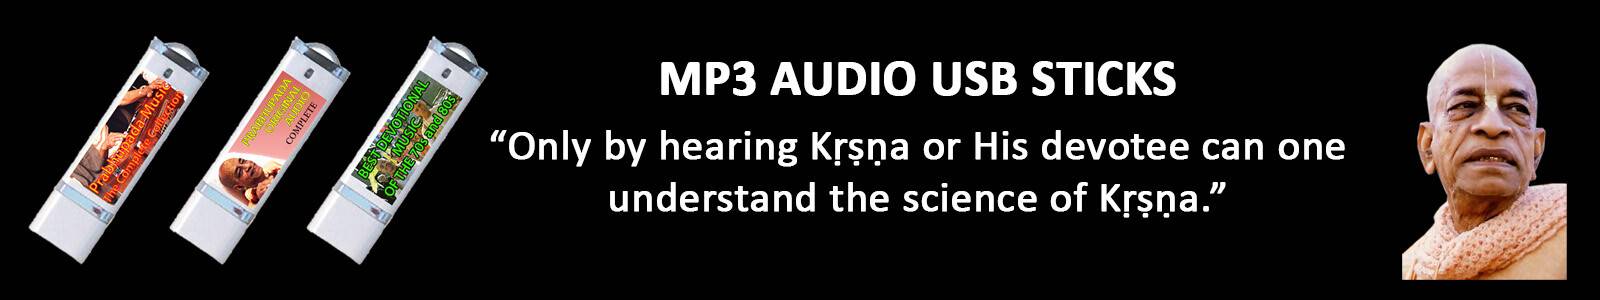 Prabhupada-Music
The Complete Collection
PRABHUPADA
ORIGINAL
AUDIO
COMPLETE
BEST DEVOTIONAL
MUSIC
OF THE 70s and 80s
MP3 AUDIO USB STICKS
“Only by hearing Kṛṣṇa or His devotee can one
understand the science of Kṛṣṇa.”